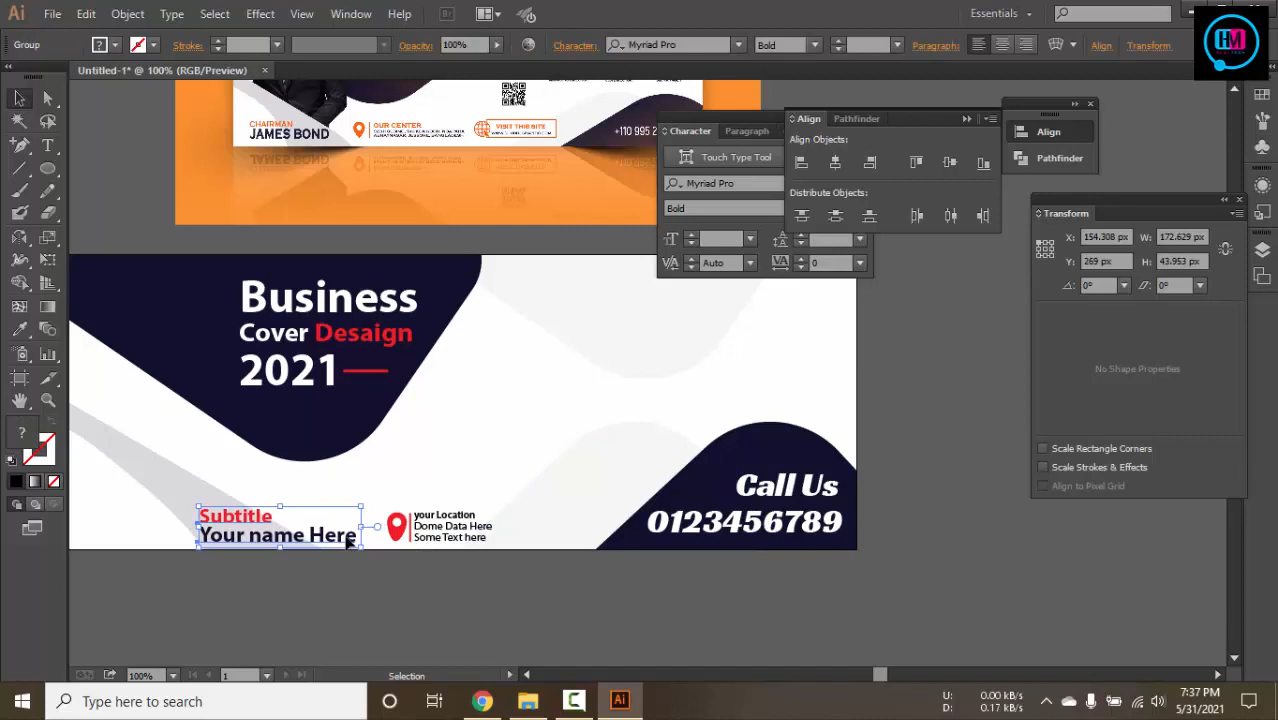 Ai
File Edit Object Type Select Effect View Window Help
Br
Essentials
HM
Group
?
Stroke:
Opacity: 100%
Character: Myriad Pro
Bold
Paragraph:
Align
Transform
Untitled-1* @ 100% (RGB/Preview) ×
CHAIRMAN
JAMES BOND
OUR CENTER
VISIT THIS SITE
+110 995 2
Character Paragraph
Touch Type Tool
Myriad Pro
Bold
Auto
0
Align Pathfinder
Align Objects:
Distribute Objects:
Align
Pathfinder
Transform
X: 154.308 px W: 172.629 px
Y: 269 px H: 43.953 px
0° 0°
No Shape Properties
Scale Rectangle Corners
Scale Strokes & Effects
Align to Pixel Grid
Business
Cover Desaign
2021
Subtitle
Your name Here
your Location
Dome Data Here
Some Text here
Call Us
0123456789
?
100%
1
Selection
Type here to search
Ai
U: 0.00 kB/s
D: 0.17 kB/s
7:37 PM
5/31/2021